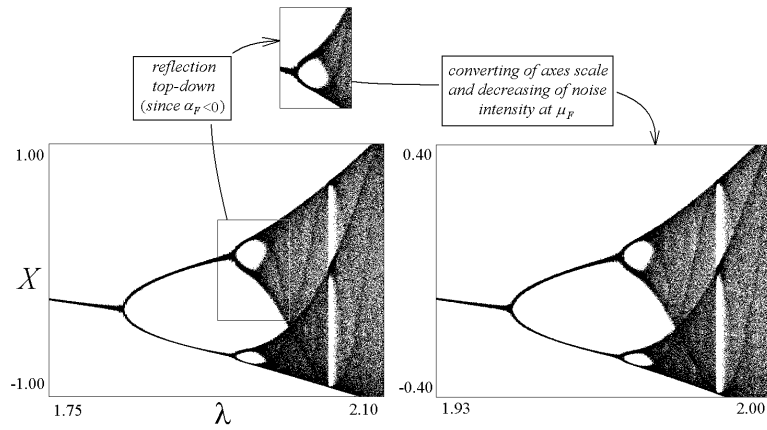 reflection
top-down
(since α_F<0)
converting of axes scale
and decreasing of noise
intensity at μ_F
1.00
X
-1.00
1.75
λ
2.10
0.40
-0.40
1.93
2.00